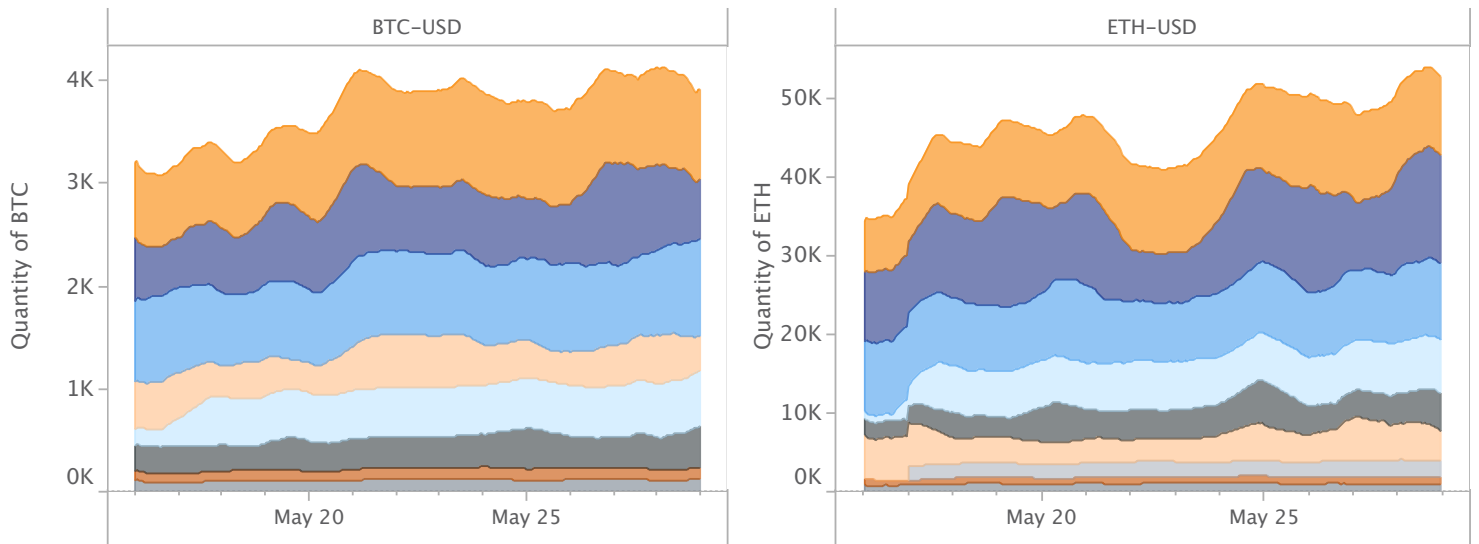 BTC-USD
ETH-USD
Quantity of BTC
4K
3K
2K
1K
0K
May 20
May 25
Quantity of ETH
50K
40K
30K
20K
10K
0K
May 20
May 25